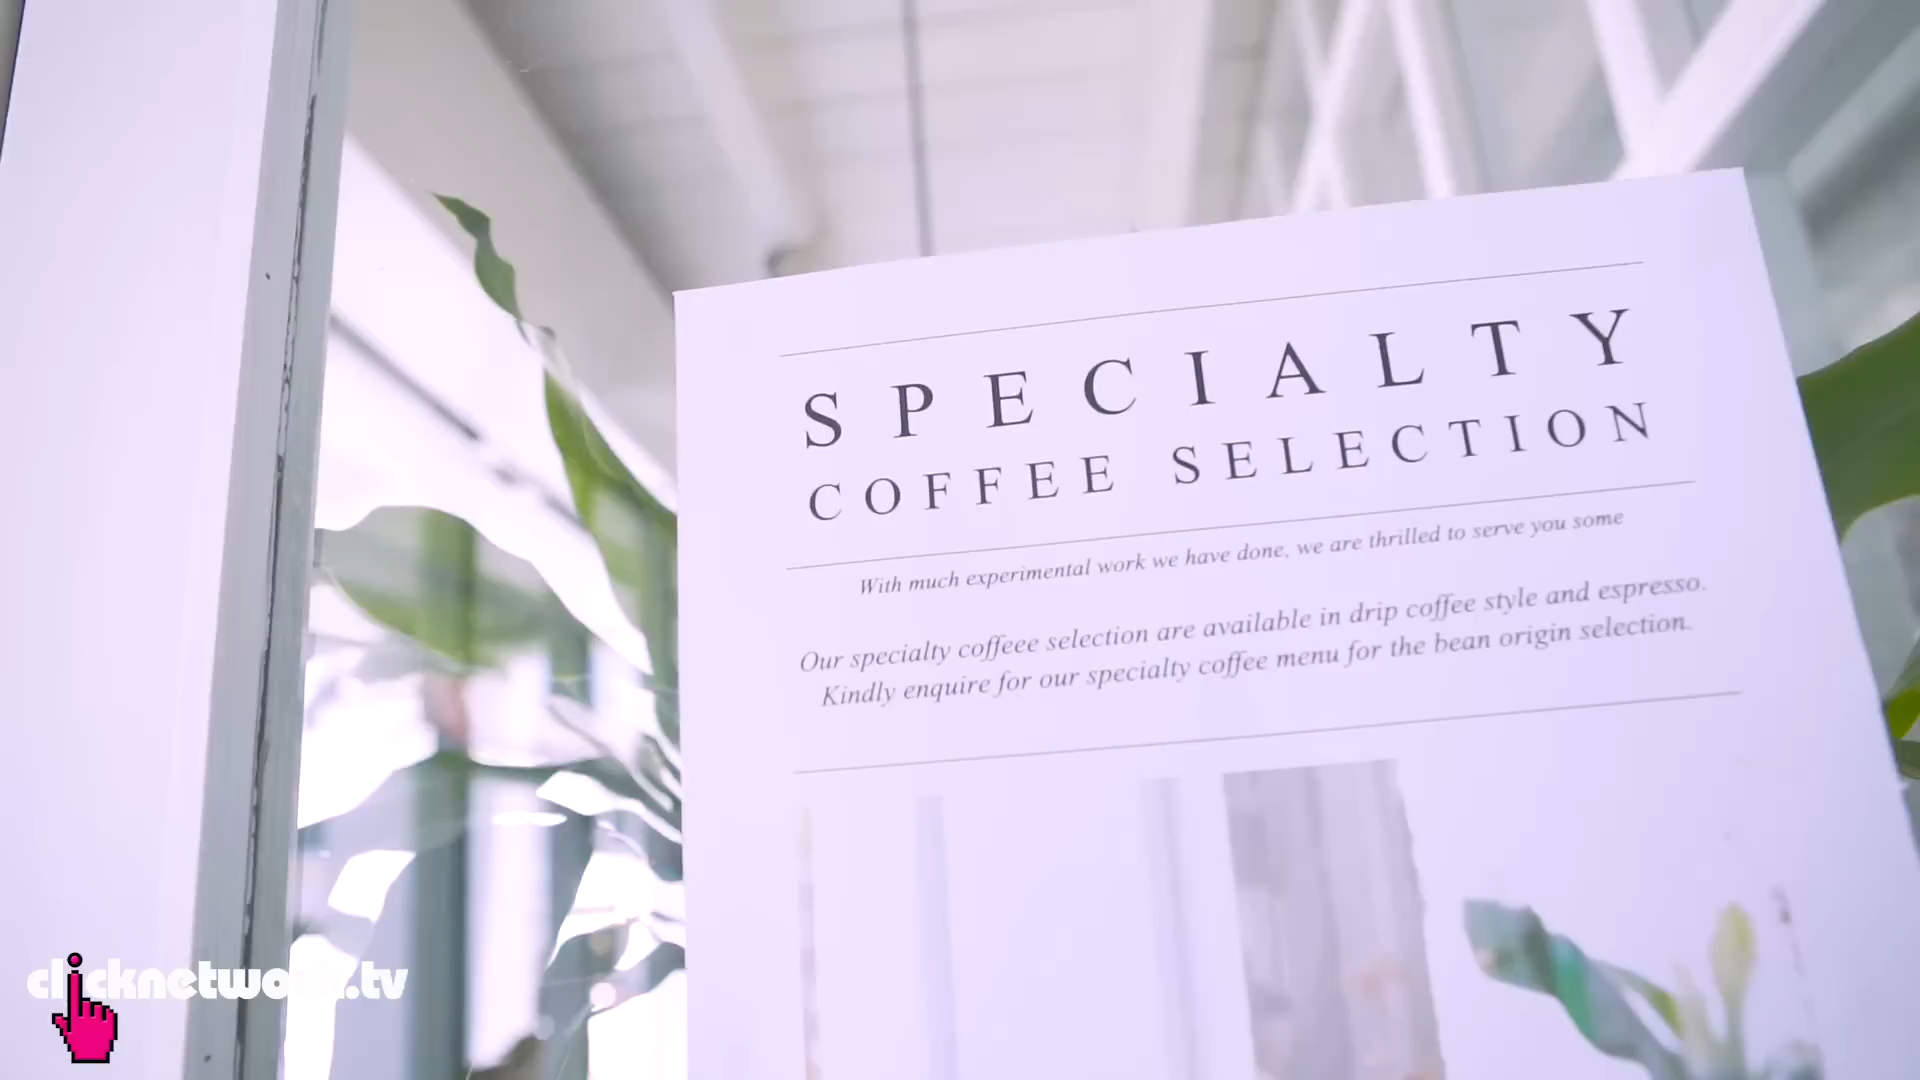 SPECIALTY
COFFEE SELECTION
With much experimental work we have done, we are thrilled to serve you some
Our specialty coffeee selection are available in drip coffee style and espresso.
Kindly enquire for our specialty coffee menu for the bean origin selection.
clicknetwork.tv